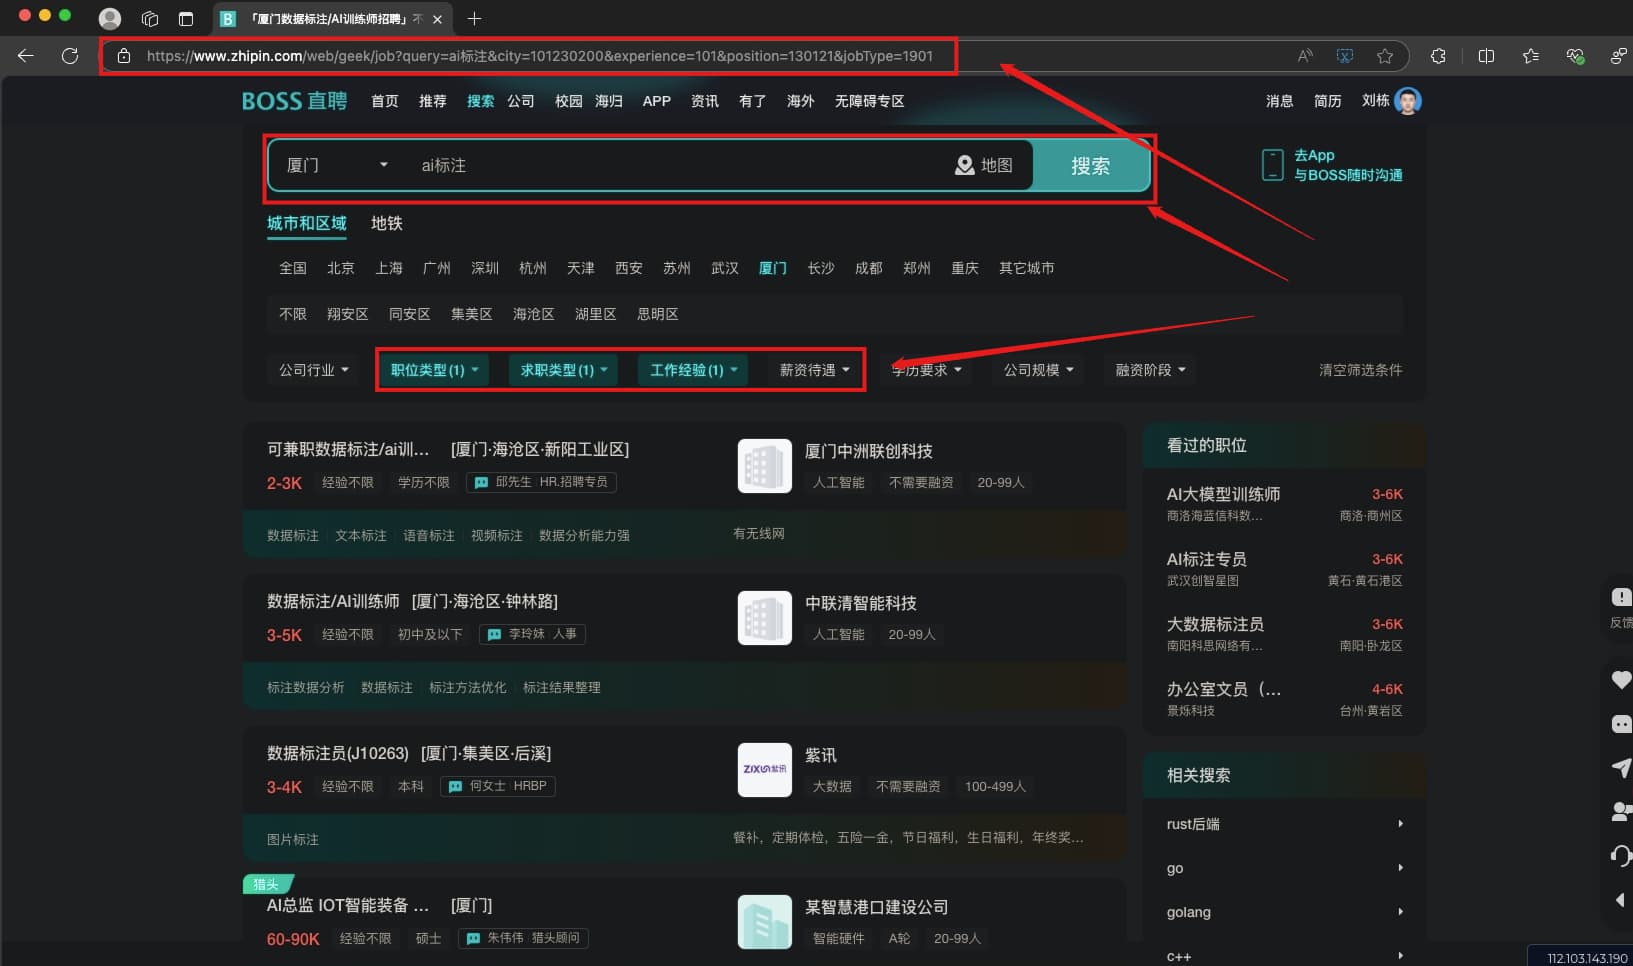 「厦门数据标注/AI训练师招聘」不
https://www.zhipin.com/web/geek/job?query=ai标注&city=101230200&experience=101&position=130121&jobType=1901
BOSS直聘 首页 推荐 搜索 公司 校园 海归 APP 资讯 有了 海外 无障碍专区 消息 简历 刘栋
厦门 ai标注 地图 搜索
去App
与BOSS随时沟通
城市和区域 地铁
全国 北京 上海 广州 深圳 杭州 天津 西安 苏州 武汉 厦门 长沙 成都 郑州 重庆 其它城市
不限 翔安区 同安区 集美区 海沧区 湖里区 思明区
公司行业 职位类型(1) 求职类型(1) 工作经验(1) 薪资待遇 学历要求 公司规模 融资阶段 清空筛选条件
可兼职数据标注/ai训... [厦门·海沧区·新阳工业区]
2-3K 经验不限 学历不限 邱先生 HR.招聘专员
厦门中洲联创科技
人工智能 不需要融资 20-99人
数据标注 文本标注 语音标注 视频标注 数据分析能力强
有无线网
数据标注/AI训练师 [厦门·海沧区·钟林路]
3-5K 经验不限 初中及以下 李玲妹 人事
中联清智能科技
人工智能 20-99人
标注数据分析 数据标注 标注方法优化 标注结果整理
数据标注员(J10263) [厦门·集美区·后溪]
3-4K 经验不限 本科 何女士 HRBP
ZIXUN紫讯
紫讯
大数据 不需要融资 100-499人
图片标注
餐补，定期体检，五险一金，节日福利，生日福利，年终奖...
猎头
AI总监 IOT智能装备 ... [厦门]
60-90K 经验不限 硕士 朱伟伟 猎头顾问
某智慧港口建设公司
智能硬件 A轮 20-99人
看过的职位
AI大模型训练师 3-6K
商洛海蓝信科数... 商洛·商州区
AI标注专员 3-6K
武汉创智星图 黄石·黄石港区
大数据标注员 3-6K
南阳科思网络有... 南阳·卧龙区
办公室文员（... 4-6K
景烁科技 台州·黄岩区
相关搜索
rust后端
go
golang
c++
反馈
112.103.143.190